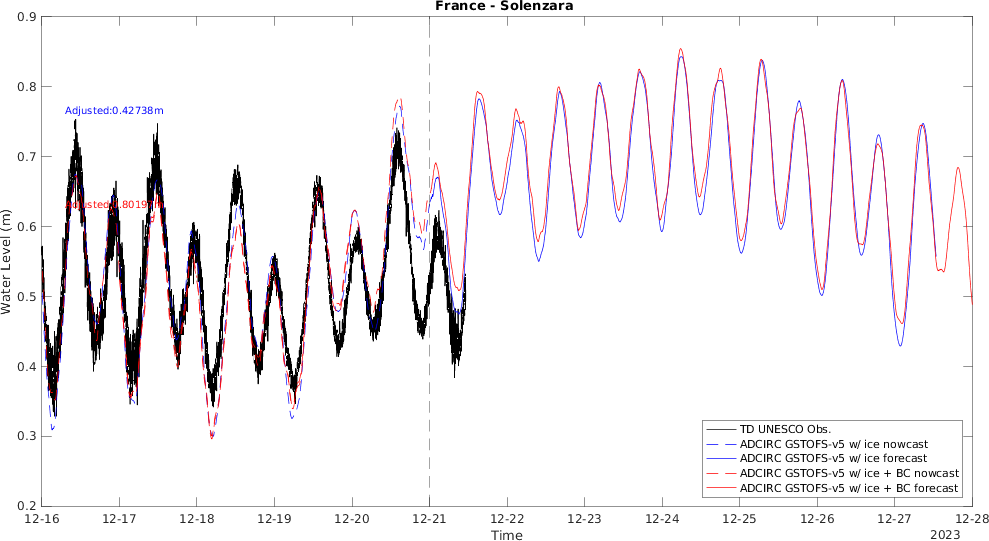 France - Solenzara
0.9
0.8
0.7
0.6
0.5
0.4
0.3
0.2
Water Level (m)
Adjusted:0.42738m
TD UNESCO Obs.
ADCIRC GSTOFS-v5 w/ ice nowcast
ADCIRC GSTOFS-v5 w/ ice forecast
ADCIRC GSTOFS-v5 w/ ice + BC nowcast
ADCIRC GSTOFS-v5 w/ ice + BC forecast
12-16 12-17 12-18 12-19 12-20 12-21 12-22 12-23 12-24 12-25 12-26 12-27 12-28
Time
2023